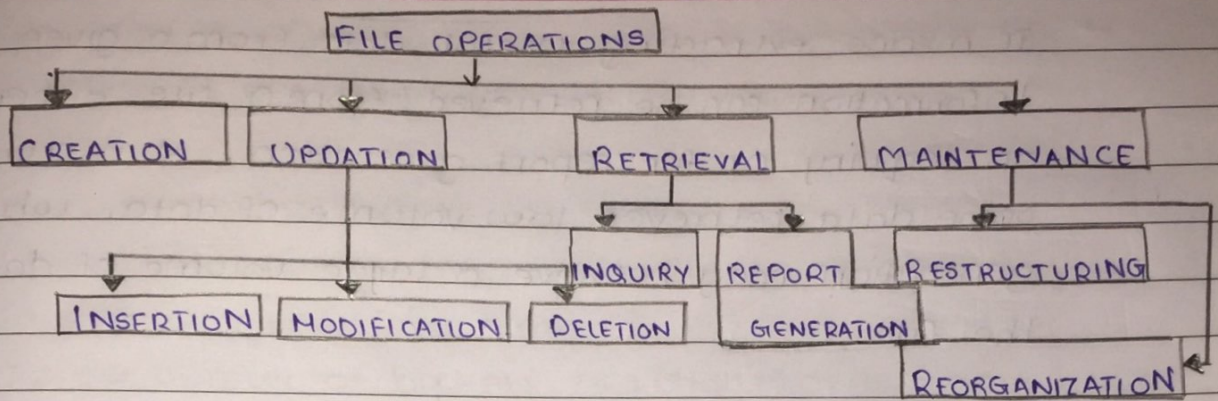 FILE OPERATIONS
CREATION
UPDATION
RETRIEVAL
MAINTENANCE
INQUIRY
REPORT
GENERATION
RESTRUCTURING
INSERTION
MODIFICATION
DELETION
REORGANIZATION